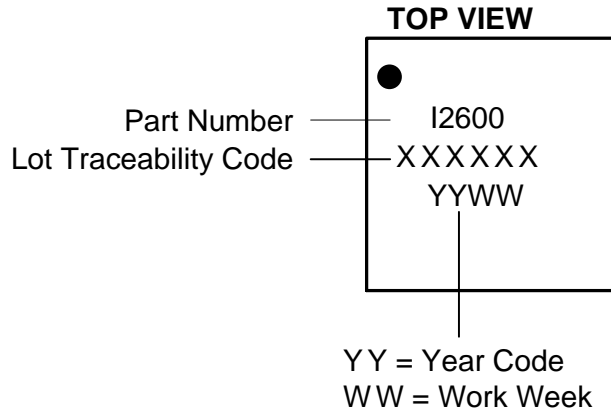 TOP VIEW
Part Number
I2600
Lot Traceability Code
XXXXXX
YYWW
YY = Year Code
WW = Work Week